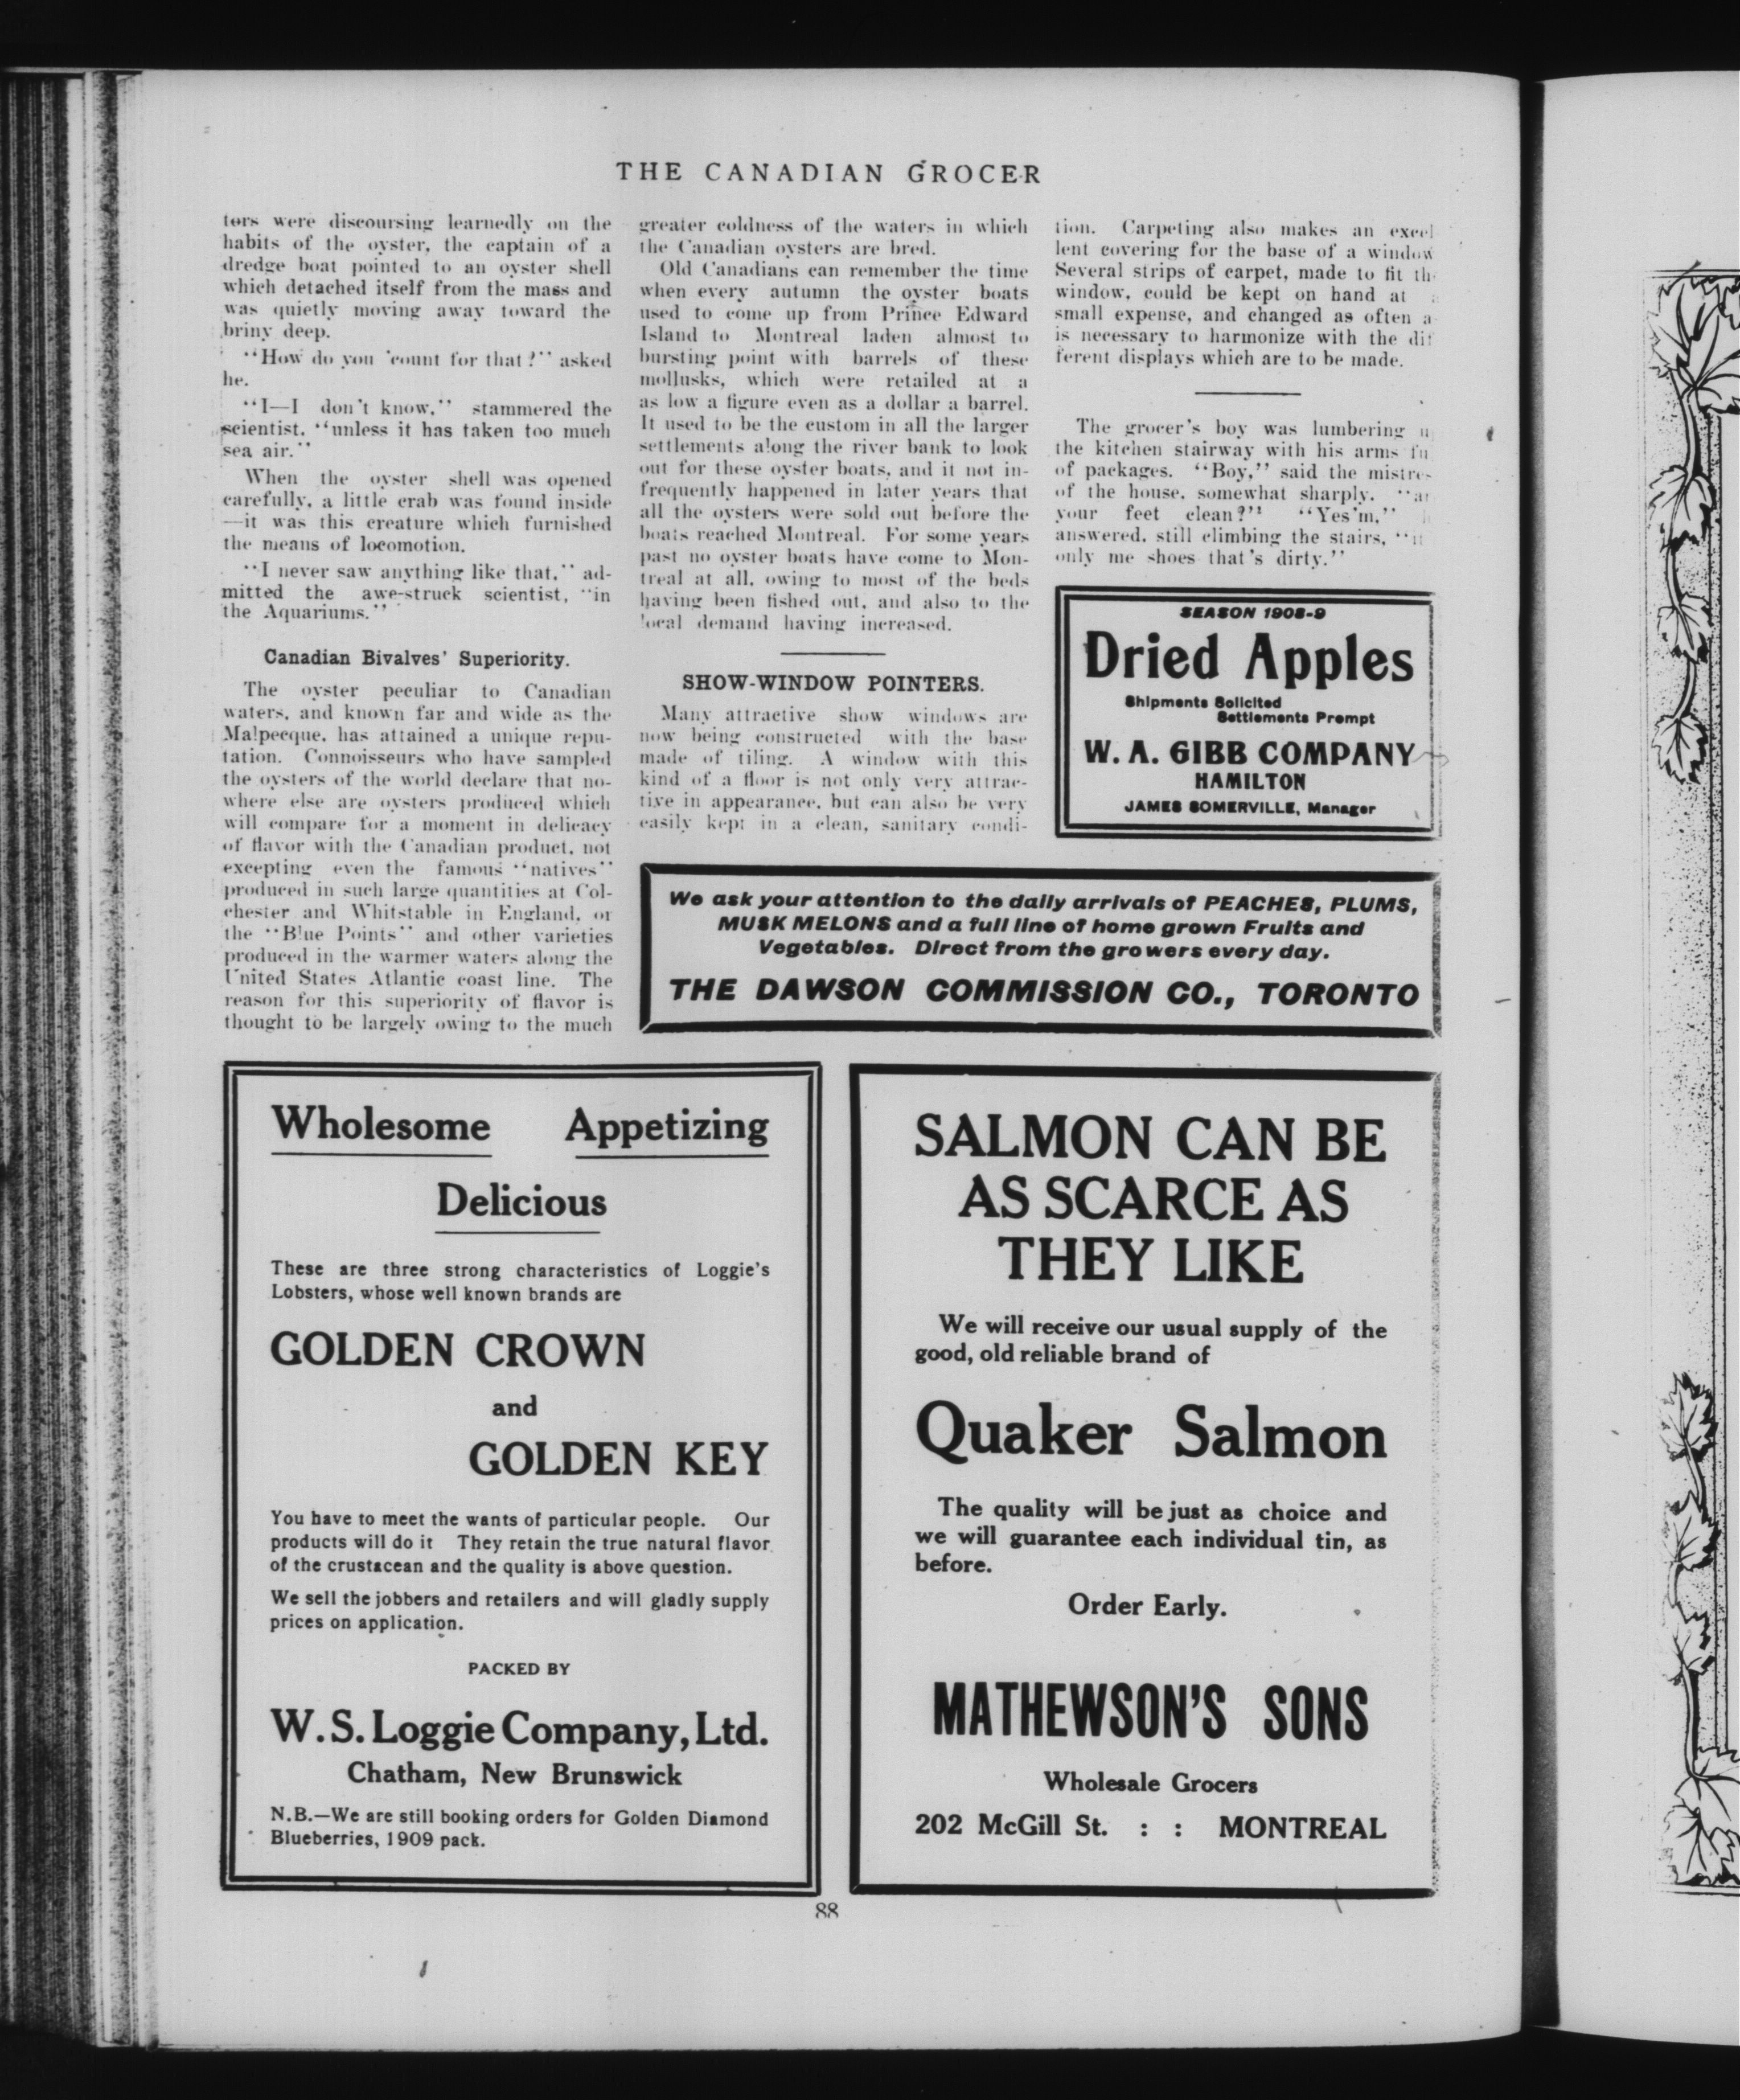 THE CANADIAN GROCER
tors were discoursing learnedly on the
habits of the oyster, the captain of a
dredge boat pointed to an oyster shell
which detached itself from the mass and
was quietly moving away toward the
briny deep.
"How do you 'count for that?" asked
he.
"I—I don't know," stammered the
scientist, "unless it has taken too much
sea air."
When the oyster shell was opened
carefully, a little crab was found inside
—it was this creature which furnished
the means of locomotion.
"I never saw anything like that," ad-
mitted the awe-struck scientist, "in
the Aquariums."
Canadian Bivalves' Superiority.
The oyster peculiar to Canadian
waters, and known far and wide as the
Malpecque, has attained a unique repu-
tation. Connoisseurs who have sampled
the oysters of the world declare that no-
where else are oysters produced which
will compare for a moment in delicacy
of flavor with the Canadian product, not
excepting even the famous "natives"
produced in such large quantities at Col-
chester and Whitstable in England, or
the "Blue Points" and other varieties
produced in the warmer waters along the
United States Atlantic coast line. The
reason for this superiority of flavor is
thought to be largely owing to the much
greater coldness of the waters in which
the Canadian oysters are bred.
Old Canadians can remember the time
when every autumn the oyster boats
used to come up from Prince Edward
Island to Montreal laden almost to
bursting point with barrels of these
mollusks, which were retailed at a
as low a figure even as a dollar a barrel.
It used to be the custom in all the larger
settlements along the river bank to look
out for these oyster boats, and it not in-
frequently happened in later years that
all the oysters were sold out before the
boats reached Montreal. For some years
past no oyster boats have come to Mon-
treal at all, owing to most of the beds
having been fished out, and also to the
local demand having increased.
SHOW-WINDOW POINTERS.
Many attractive show windows are
now being constructed with the base
made of tiling. A window with this
kind of a floor is not only very attrac-
tive in appearance, but can also be very
easily kept in a clean, sanitary condi-
tion. Carpeting also makes an excel
lent covering for the base of a window
Several strips of carpet, made to fit th
window, could be kept on hand at
small expense, and changed as often a
is necessary to harmonize with the dif
ferent displays which are to be made.
The grocer's boy was lumbering u
the kitchen stairway with his arms fu
of packages. "Boy," said the mistres
of the house, somewhat sharply, "ar
your feet clean?" "Yes'm,"
answered, still climbing the stairs, "it
only me shoes that's dirty."
SEASON 1908-9
Dried Apples
Shipments Solicited
Settlements Prompt
W. A. GIBB COMPANY
HAMILTON
JAMES SOMERVILLE, Manager
We ask your attention to the daily arrivals of PEACHES, PLUMS,
MUSK MELONS and a full line of home grown Fruits and
Vegetables. Direct from the growers every day.
THE DAWSON COMMISSION CO., TORONTO
Wholesome Appetizing
Delicious
These are three strong characteristics of Loggie's
Lobsters, whose well known brands are
GOLDEN CROWN
and
GOLDEN KEY
You have to meet the wants of particular people. Our
products will do it They retain the true natural flavor
of the crustacean and the quality is above question.
We sell the jobbers and retailers and will gladly supply
prices on application.
PACKED BY
W. S. Loggie Company, Ltd.
Chatham, New Brunswick
N.B.—We are still booking orders for Golden Diamond
Blueberries, 1909 pack.
SALMON CAN BE
AS SCARCE AS
THEY LIKE
We will receive our usual supply of the
good, old reliable brand of
Quaker Salmon
The quality will be just as choice and
we will guarantee each individual tin, as
before.
Order Early.
MATHEWSON'S SONS
Wholesale Grocers
202 McGill St. : : MONTREAL
88